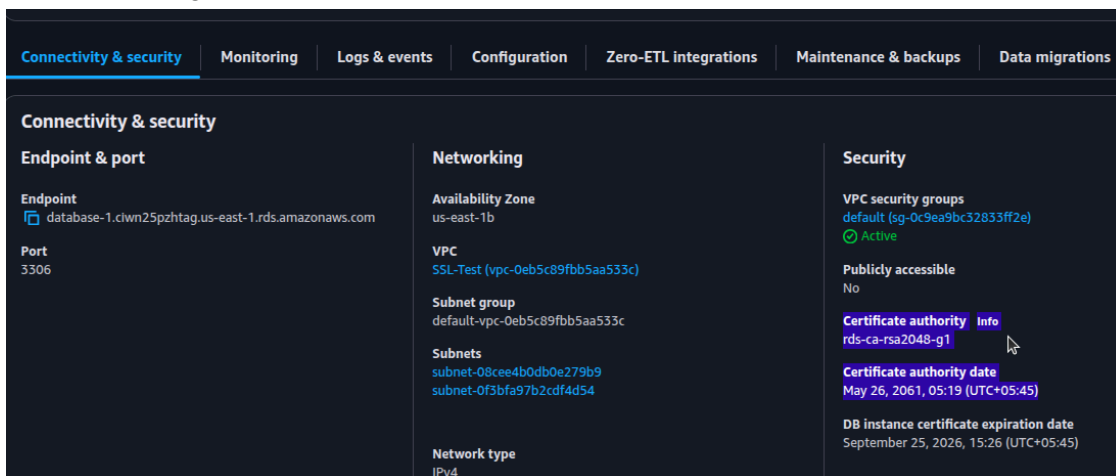 Connectivity & security
Monitoring
Logs & events
Configuration
Zero-ETL integrations
Maintenance & backups
Data migrations
Connectivity & security
Endpoint & port
Endpoint
database-1.ciwn25pzhtag.us-east-1.rds.amazonaws.com
Port
3306
Networking
Availability Zone
us-east-1b
VPC
SSL-Test (vpc-0eb5c89fbb5aa533c)
Subnet group
default-vpc-0eb5c89fbb5aa533c
Subnets
subnet-08cee4b0db0e279b9
subnet-0f3bfa97b2cdf4d54
Network type
IPv4
Security
VPC security groups
default (sg-0c9ea9bc32833ff2e)
Active
Publicly accessible
No
Certificate authority Info
rds-ca-rsa2048-g1
Certificate authority date
May 26, 2061, 05:19 (UTC+05:45)
DB instance certificate expiration date
September 25, 2026, 15:26 (UTC+05:45)